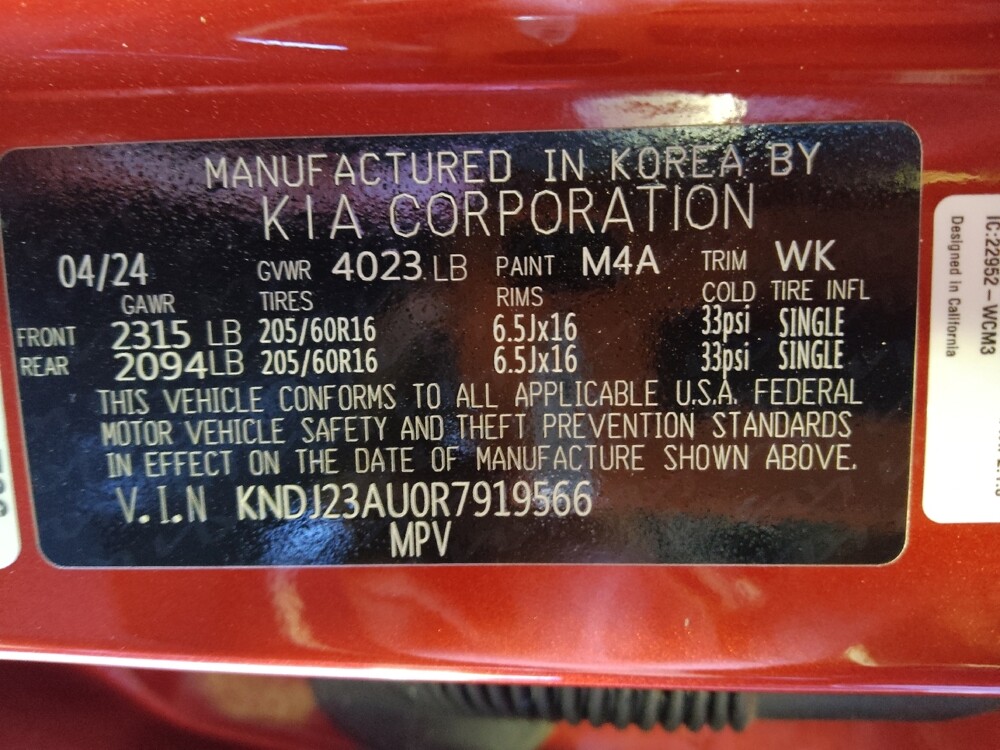 MANUFACTURED IN KOREA BY
KIA CORPORATION
04/24 GVWR 4023 LB PAINT M4A TRIM WK
GAWR TIRES RIMS COLD TIRE INFL
FRONT 2315 LB 205/60R16 6.5Jx16 33psi SINGLE
REAR 2094LB 205/60R16 6.5Jx16 33psi SINGLE
THIS VEHICLE CONFORMS TO ALL APPLICABLE U.S.A. FEDERAL
MOTOR VEHICLE SAFETY AND THEFT PREVENTION STANDARDS
IN EFFECT ON THE DATE OF MANUFACTURE SHOWN ABOVE.
V.I.N KNDJ23AU0R7919566
MPV
IC:22952-WCM3
Designed in California